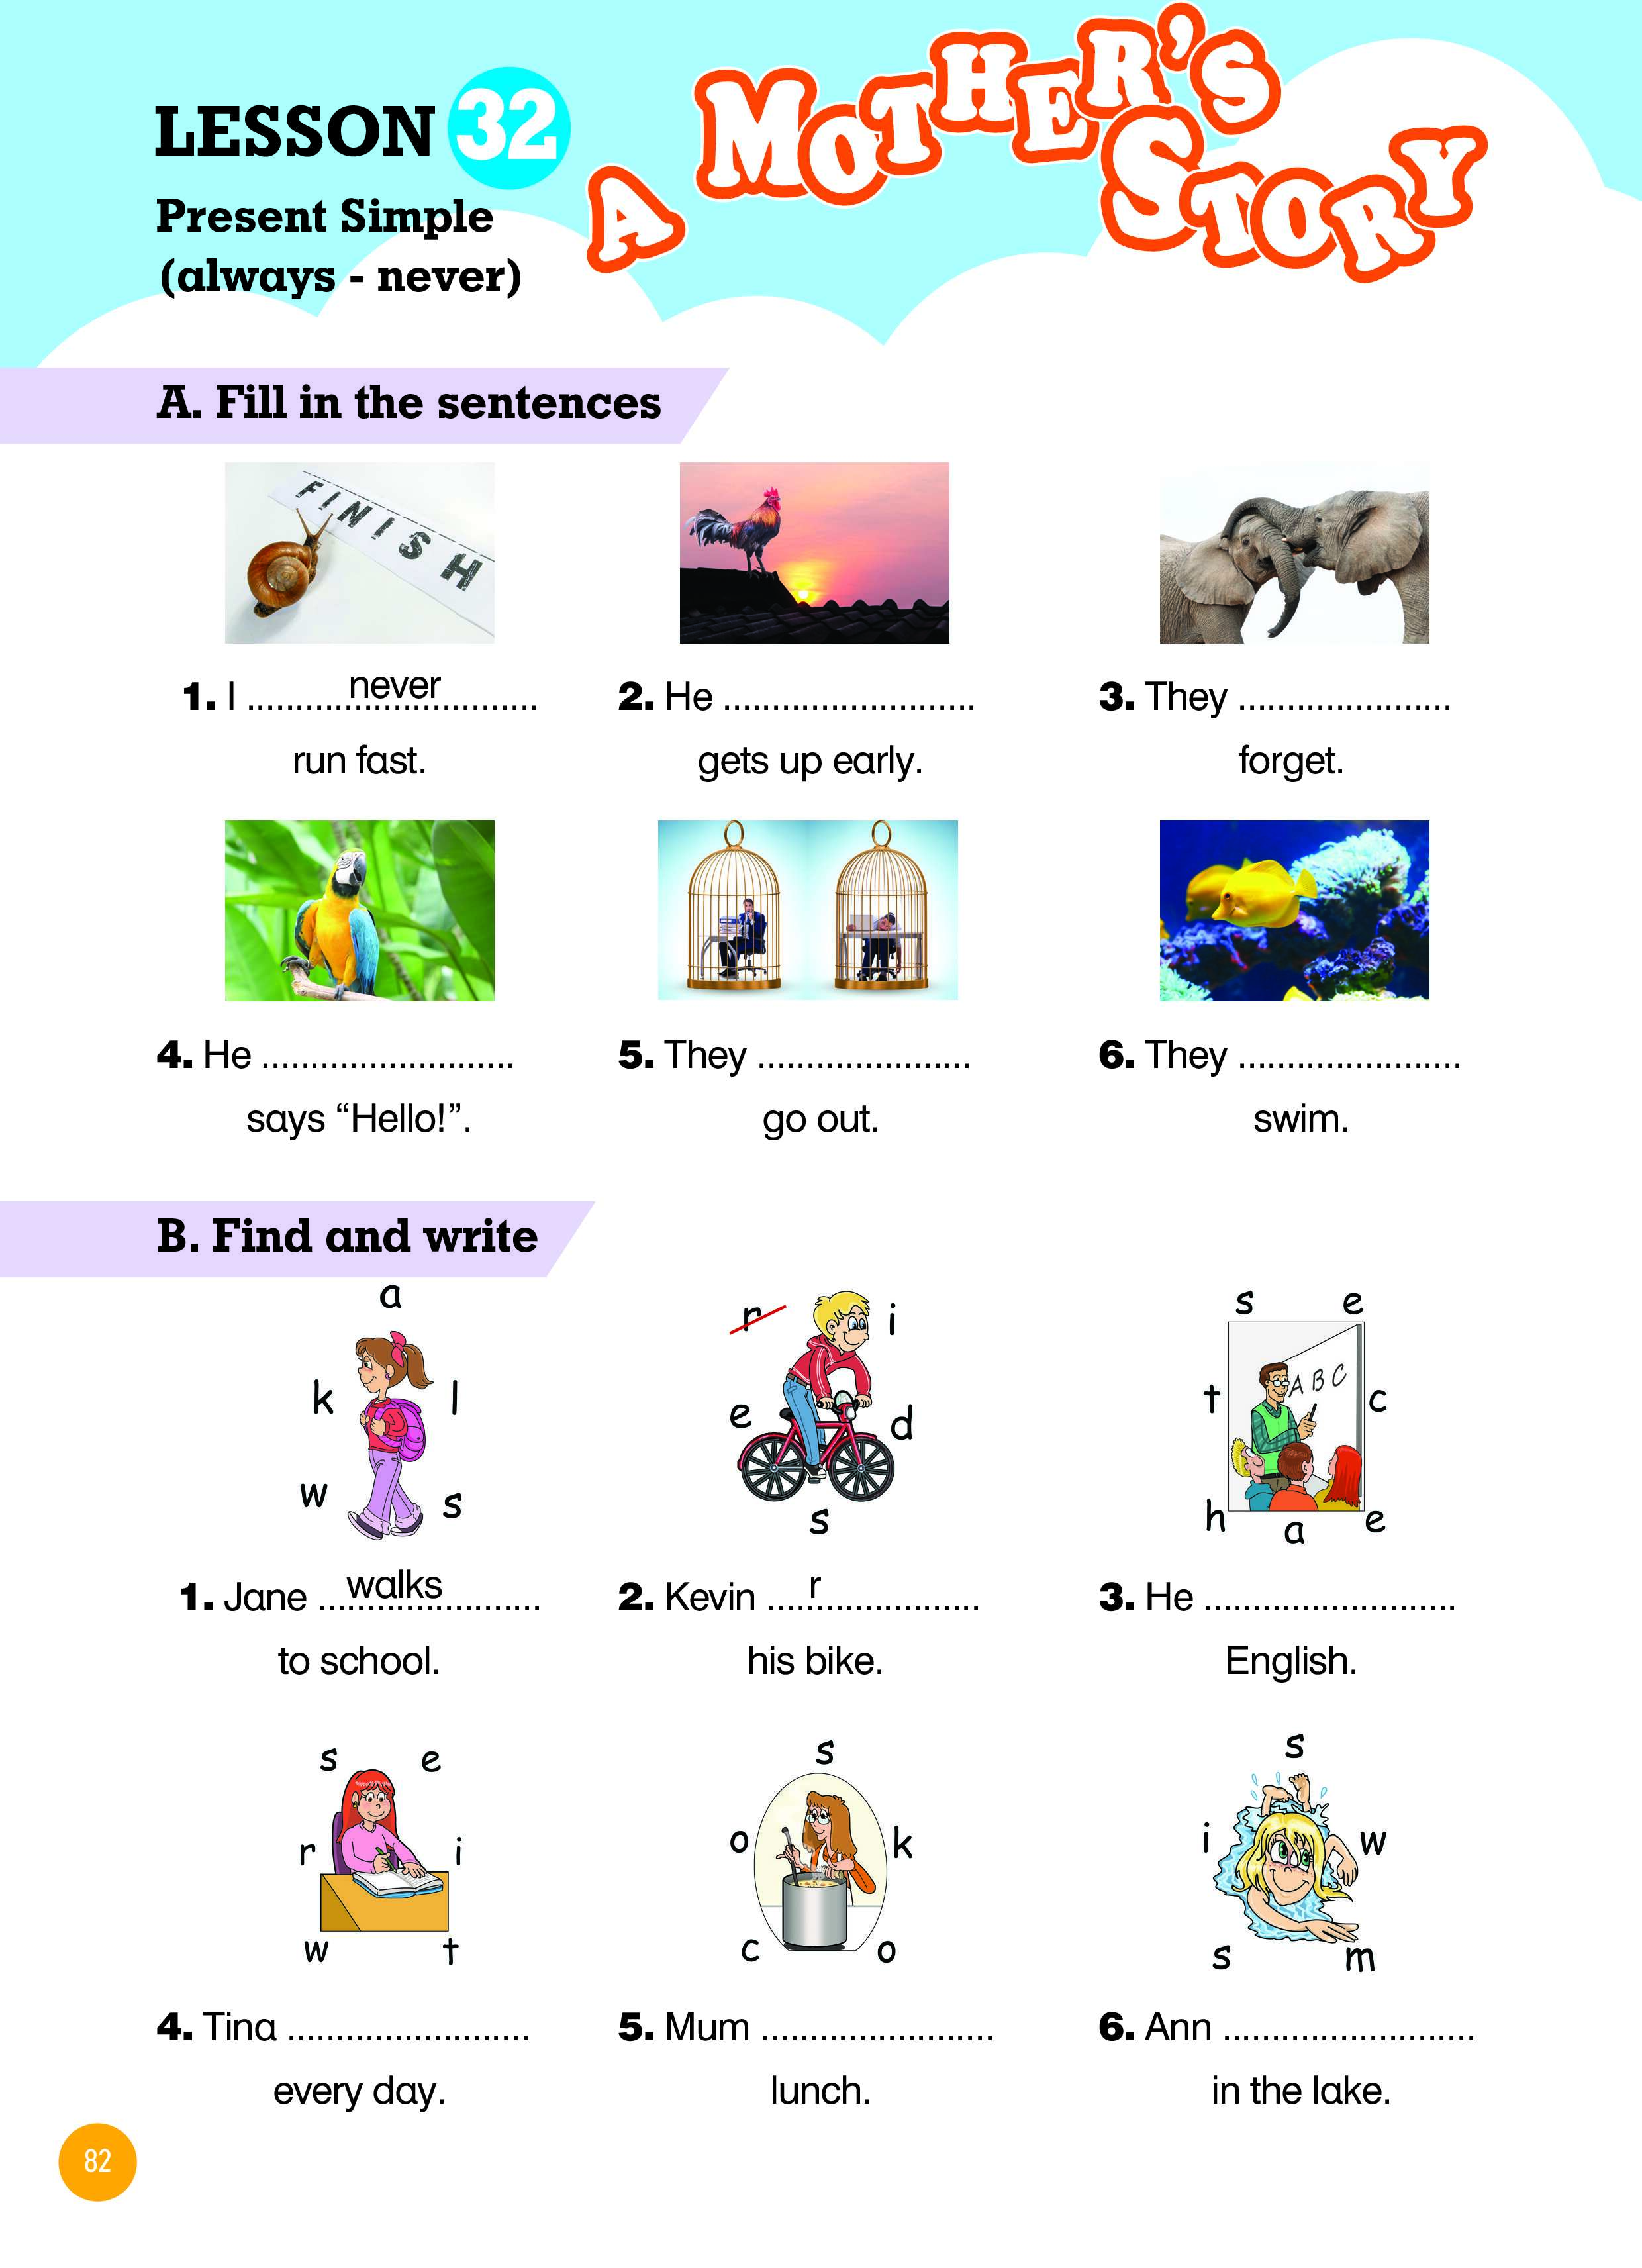 LESSON 32
A MOTHER'S STORY
Present Simple
(always - never)
A. Fill in the sentences
FINISH
1. I ..... never .....
run fast.
2. He ..........................
gets up early.
3. They ......................
forget.
4. He ..........................
says “Hello!”.
5. They ......................
go out.
6. They .......................
swim.
B. Find and write
a
k l
w s
1. Jane ..... walks .....
to school.
r i
e d
s
2. Kevin ..... r .....
his bike.
s e
t c
A B C
h a e
3. He ..........................
English.
s e
r i
w t
4. Tina .........................
every day.
s
o k
c o
5. Mum ........................
lunch.
s
i w
s m
6. Ann ..........................
in the lake.
82